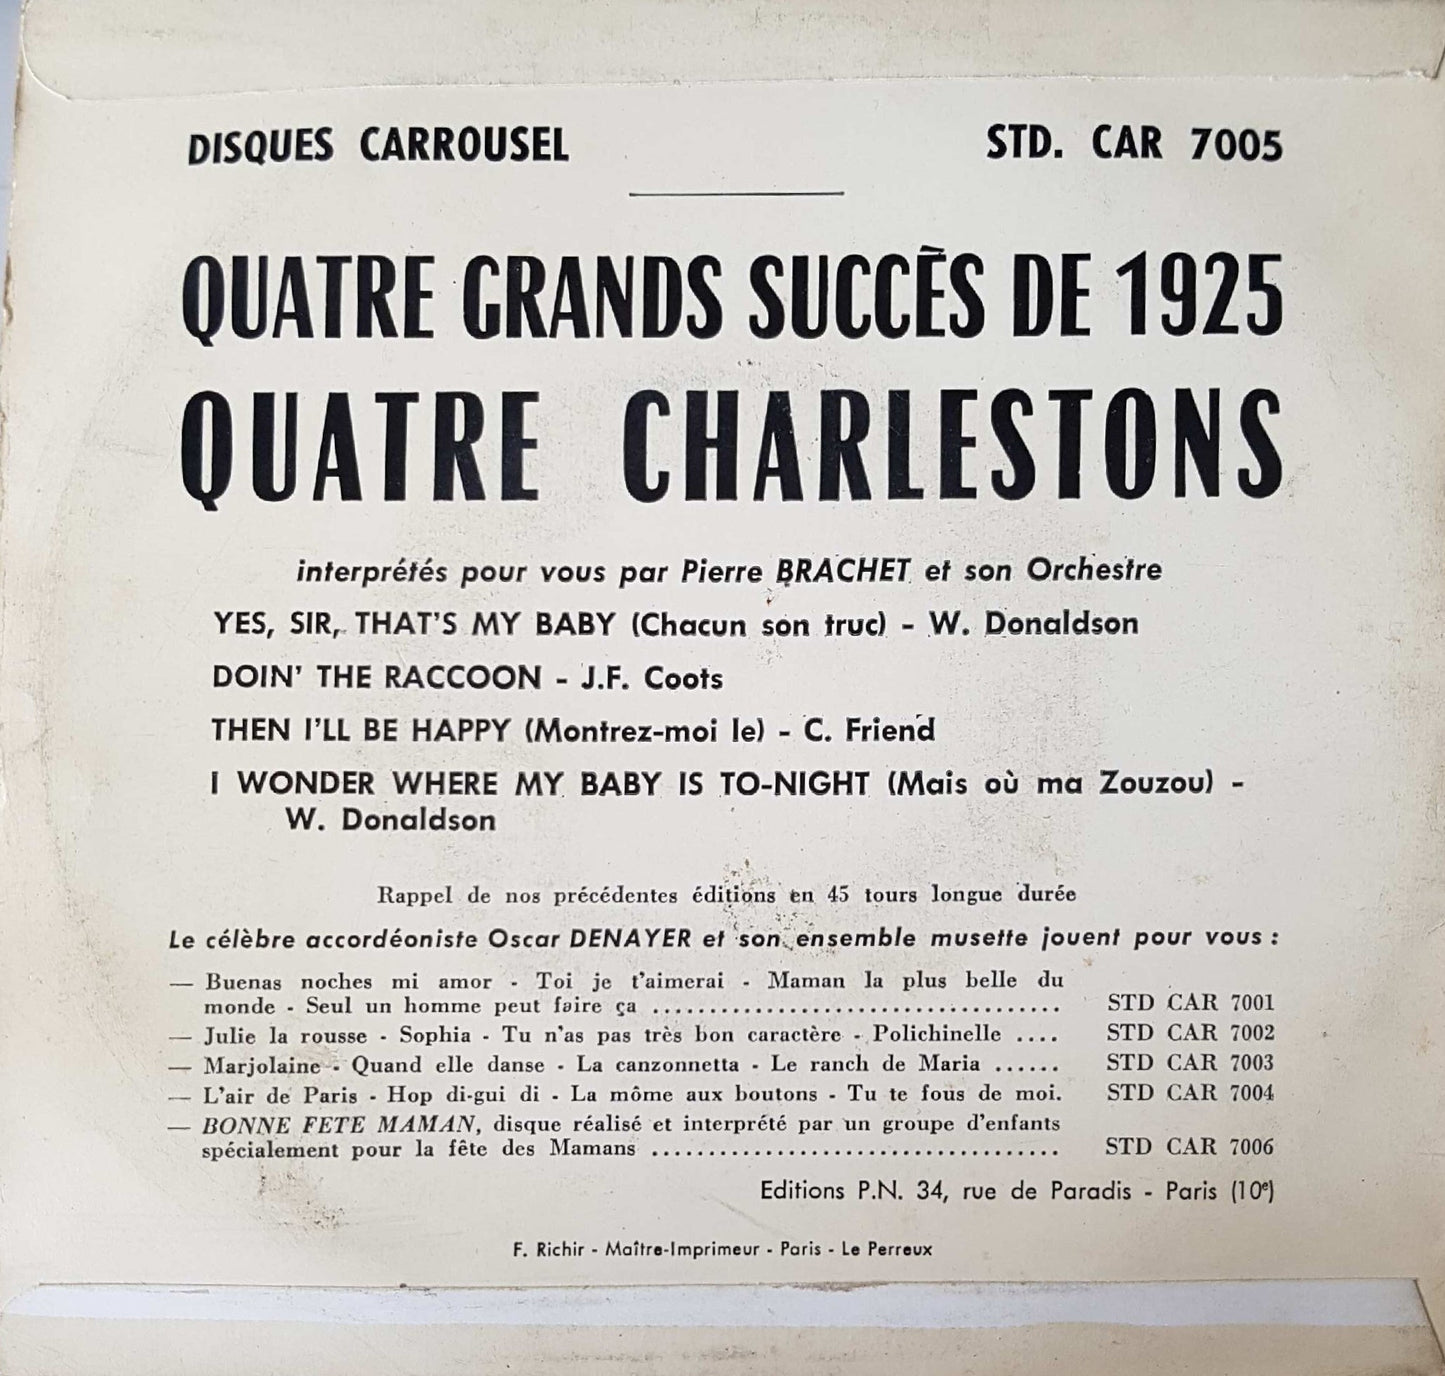 DISQUES CARROUSEL STD. CAR 7005
QUATRE GRANDS SUCCÈS DE 1925
QUATRE CHARLESTONS
interprétés pour vous par Pierre BRACHET et son Orchestre
YES, SIR, THAT'S MY BABY (Chacun son truc) - W. Donaldson
DOIN' THE RACCOON - J.F. Coots
THEN I'LL BE HAPPY (Montrez-moi le) - C. Friend
I WONDER WHERE MY BABY IS TO-NIGHT (Mais où ma Zouzou) -
W. Donaldson
Rappel de nos précédentes éditions en 45 tours longue durée
Le célèbre accordéoniste Oscar DENAYER et son ensemble musette jouent pour vous :
— Buenas noches mi amor - Toi je t'aimerai - Maman la plus belle du
monde - Seul un homme peut faire ça .................................... STD CAR 7001
— Julie la rousse - Sophia - Tu n'as pas très bon caractère - Polichinelle .... STD CAR 7002
— Marjolaine - Quand elle danse - La canzonnetta - Le ranch de Maria ...... STD CAR 7003
— L'air de Paris - Hop di-gui di - La môme aux boutons - Tu te fous de moi. STD CAR 7004
— BONNE FETE MAMAN, disque réalisé et interprété par un groupe d'enfants
spécialement pour la fête des Mamans .................................... STD CAR 7006
Editions P.N. 34, rue de Paradis - Paris (10e)
F. Richir - Maître-Imprimeur - Paris - Le Perreux